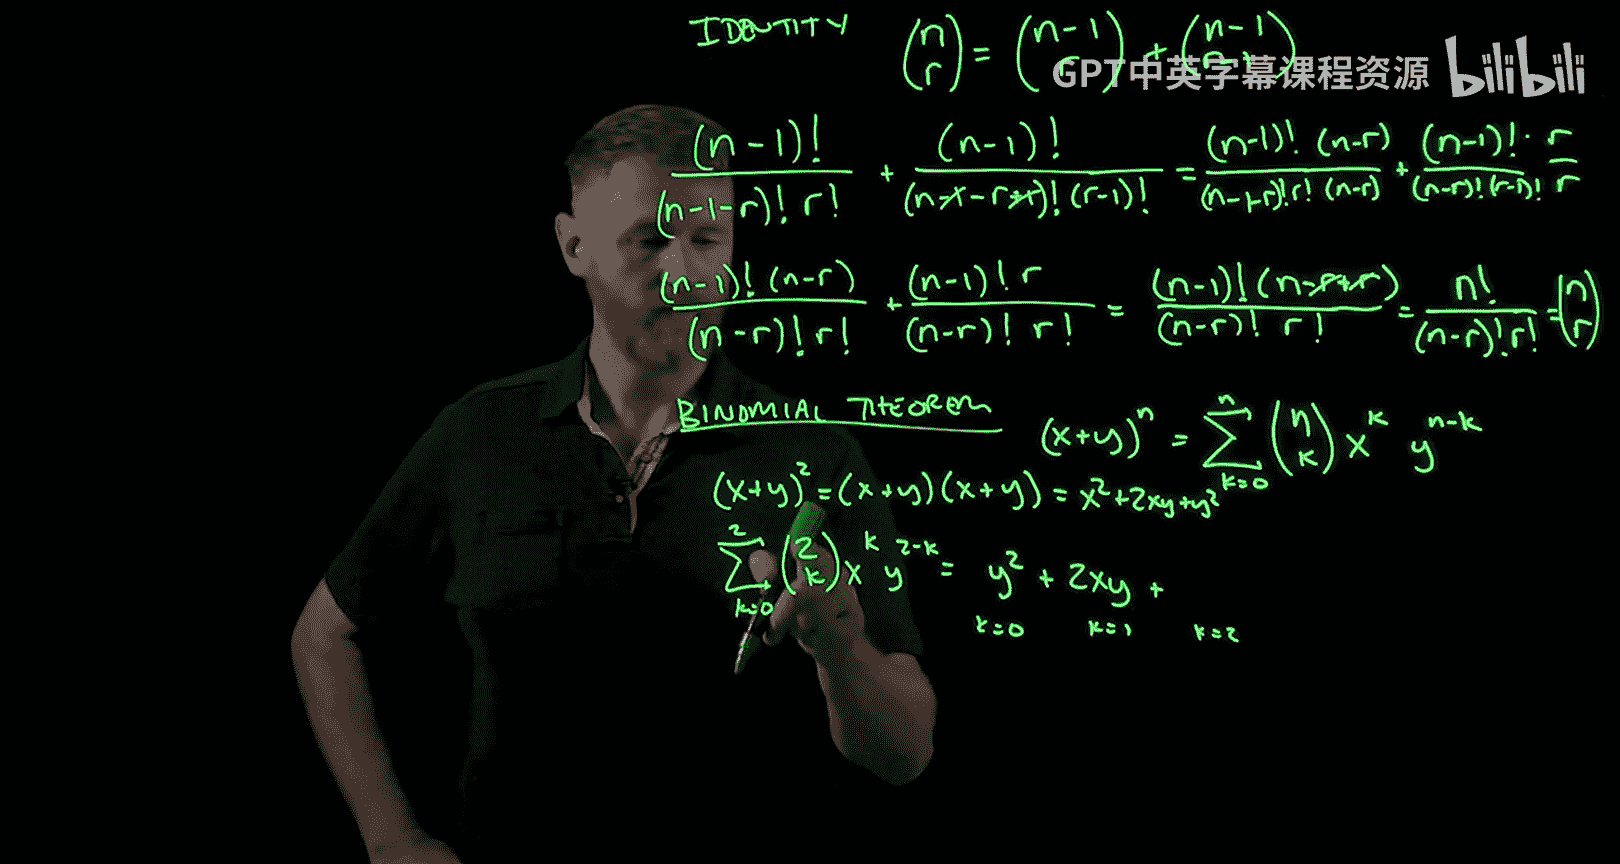 IDENTITY (n r) = (n-1 r) + (n-1 r-1)
GPT中英字幕课程资源 bilibili
(n-1)! / (n-1-r)! r! + (n-1)! / (n-1-r+1)! (r-1)! = (n-1)! (n-r) / (n-1-r)! r! (n-r) + (n-1)! · r / (n-r)! (r-1)! r
(n-1)! (n-r) / (n-r)! r! + (n-1)! r / (n-r)! r! = (n-1)! (n-r+r) / (n-r)! r! = n! / (n-r)! r! = (n r)
BINOMIAL THEOREM (x+y)^n = ∑_{k=0}^{n} (n k) x^k y^{n-k}
(x+y)^2 = (x+y)(x+y) = x^2+2xy+y^2
∑_{k=0}^{2} (2 k) x^k y^{2-k} = y^2 + 2xy +
k=0 k=1 k=2